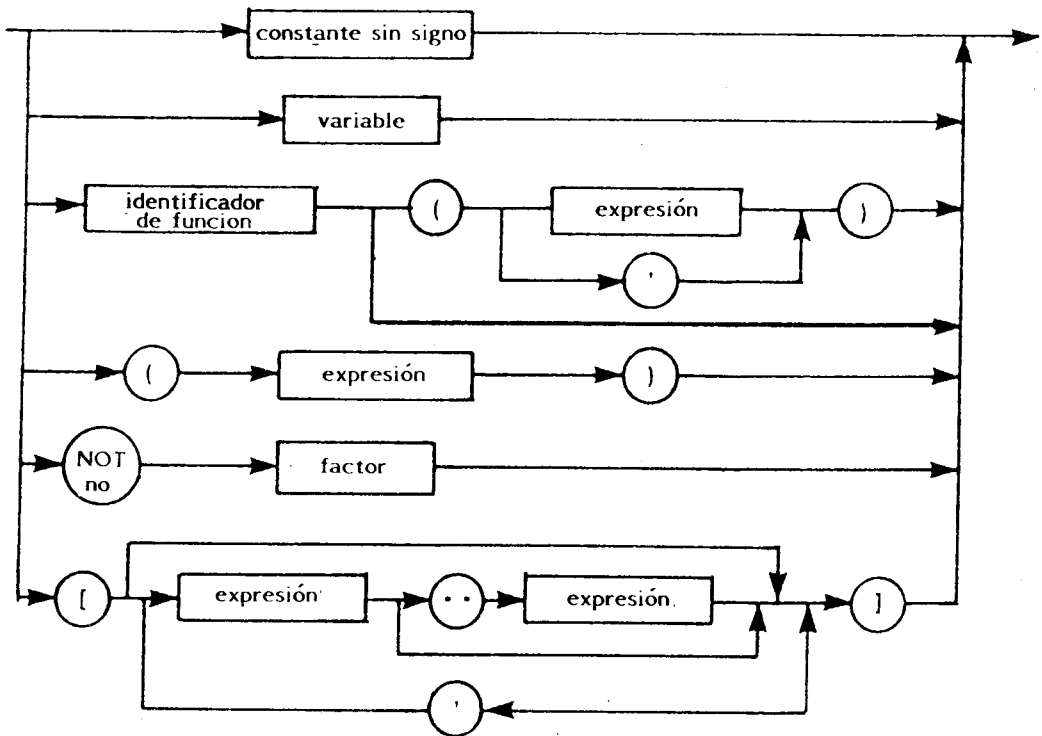 constante sin signo
variable
identificador
de funcion
(
expresión
)
,
(
expresión
)
NOT
no
factor
[
expresión
..
expresión
]
,